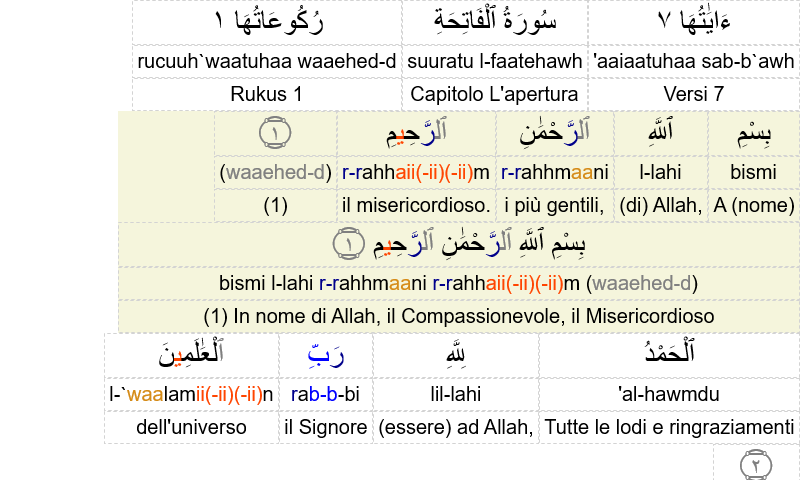 ءَايَٰتُهَا ٧ سُورَةُ ٱلْفَاتِحَةِ رُكُوعَاتُهَا ١
rucuuh`waatuhaa waaehed-d suuratu l-faatehawh 'aaiaatuhaa sab-b`awh
Rukus 1 Capitolo L'apertura Versi 7
بِسْمِ ٱللَّهِ ٱلرَّحْمَٰنِ ٱلرَّحِيمِ ١
(waaehed-d) r-rahhaii(-ii)(-ii)m r-rahhmaani l-lahi bismi
(1) il misericordioso. i più gentili, (di) Allah, A (nome)
بِسْمِ ٱللَّهِ ٱلرَّحْمَٰنِ ٱلرَّحِيمِ ١
bismi l-lahi r-rahhmaani r-rahhaii(-ii)(-ii)m (waaehed-d)
(1) In nome di Allah, il Compassionevole, il Misericordioso
ٱلْحَمْدُ لِلَّهِ رَبِّ ٱلْعَٰلَمِينَ
l-`waalamii(-ii)(-ii)n rab-b-bi lil-lahi 'al-hawmdu
dell'universo il Signore (essere) ad Allah, Tutte le lodi e ringraziamenti
٢